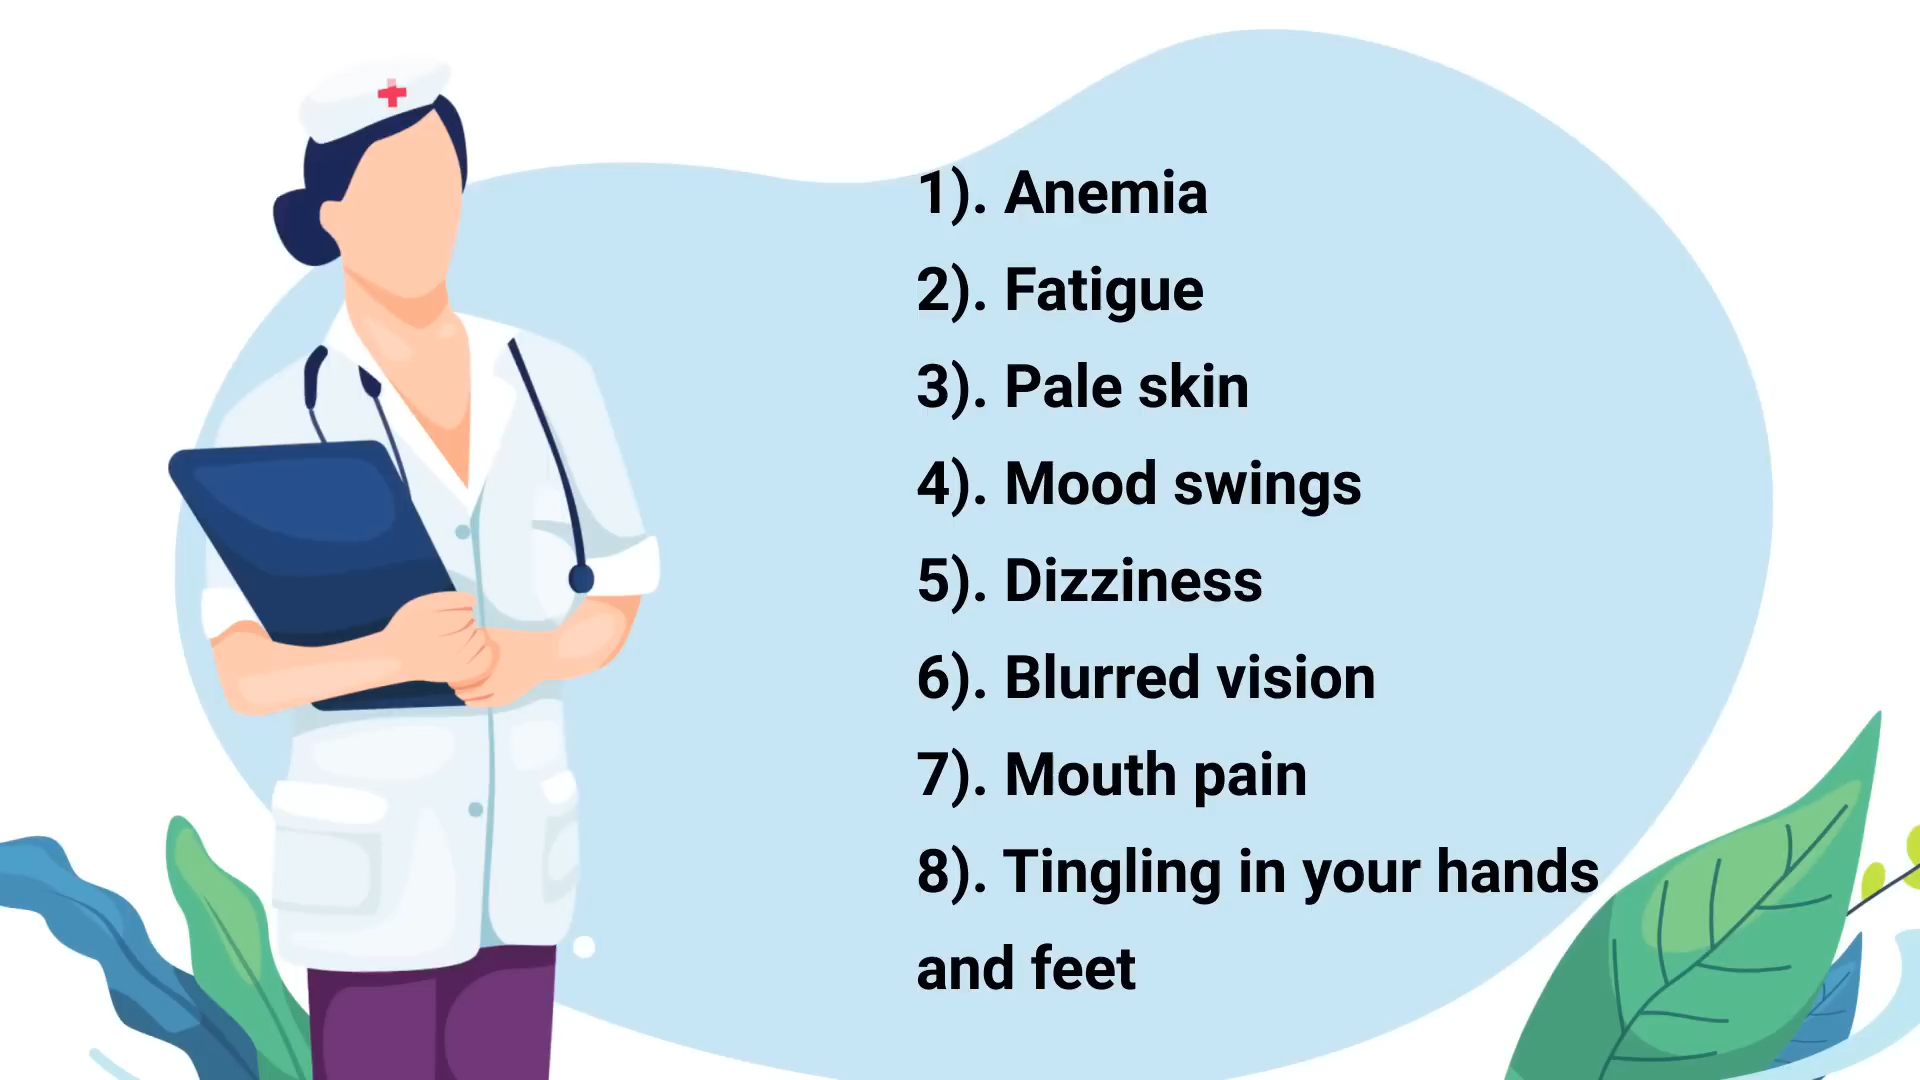 1). Anemia
2). Fatigue
3). Pale skin
4). Mood swings
5). Dizziness
6). Blurred vision
7). Mouth pain
8). Tingling in your hands
and feet